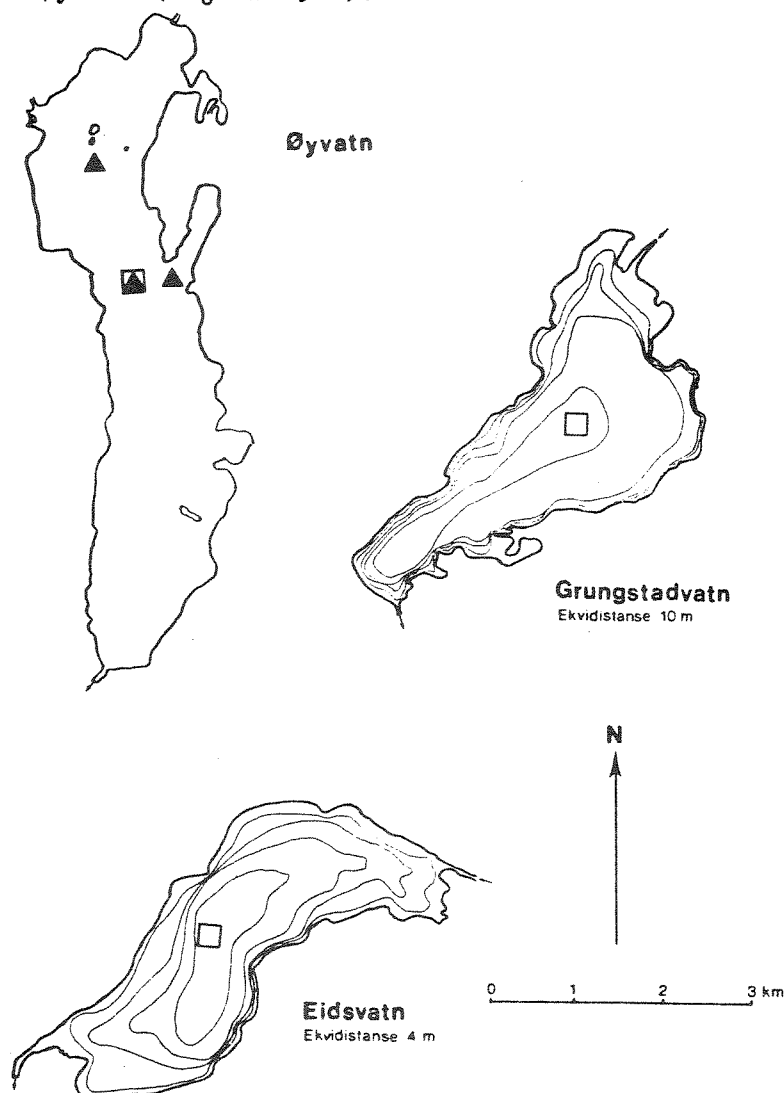 Øyvatn
Grungstadvatn
Ekvidistanse 10 m
N
0 1 2 3 km
Eidsvatn
Ekvidistanse 4 m